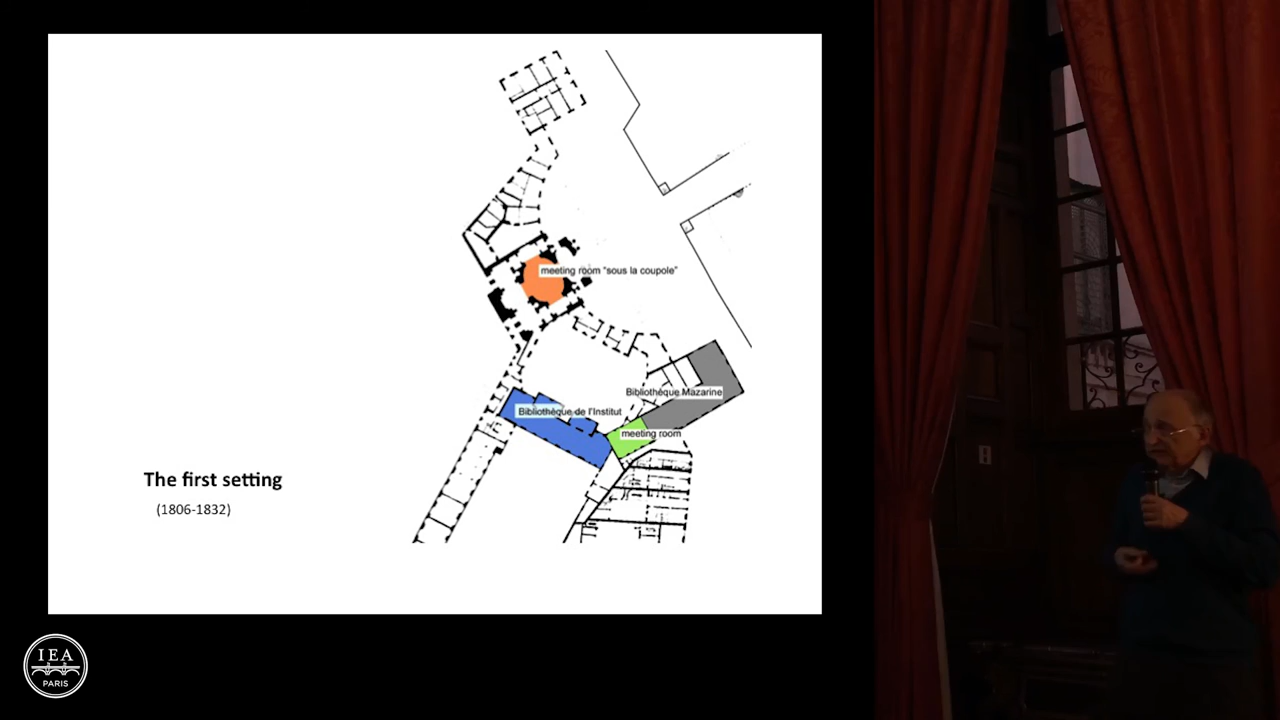 meeting room "sous la coupole"
Bibliothèque Mazarine
Bibliothèque de l'Institut
meeting room
The first setting
(1806-1832)
IEA
PARIS